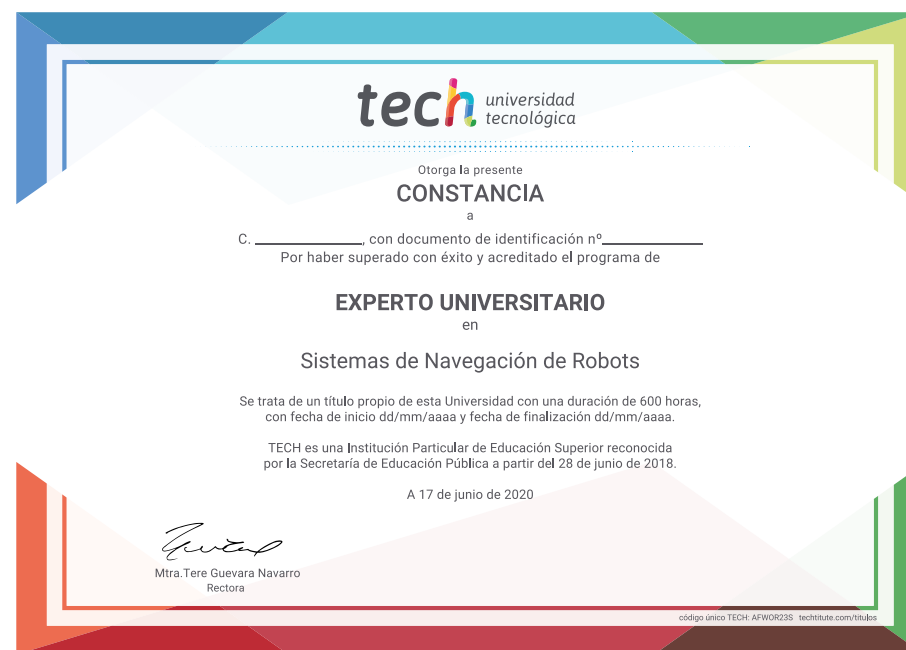 tech universidad
tecnológica
Otorga la presente
CONSTANCIA
a
C. ____________, con documento de identificación nº____________
Por haber superado con éxito y acreditado el programa de
EXPERTO UNIVERSITARIO
en
Sistemas de Navegación de Robots
Se trata de un título propio de esta Universidad con una duración de 600 horas,
con fecha de inicio dd/mm/aaaa y fecha de finalización dd/mm/aaaa.
TECH es una Institución Particular de Educación Superior reconocida
por la Secretaría de Educación Pública a partir del 28 de junio de 2018.
A 17 de junio de 2020
Mtra.Tere Guevara Navarro
Rectora
código único TECH: AFWOR23S techtitute.com/titulos